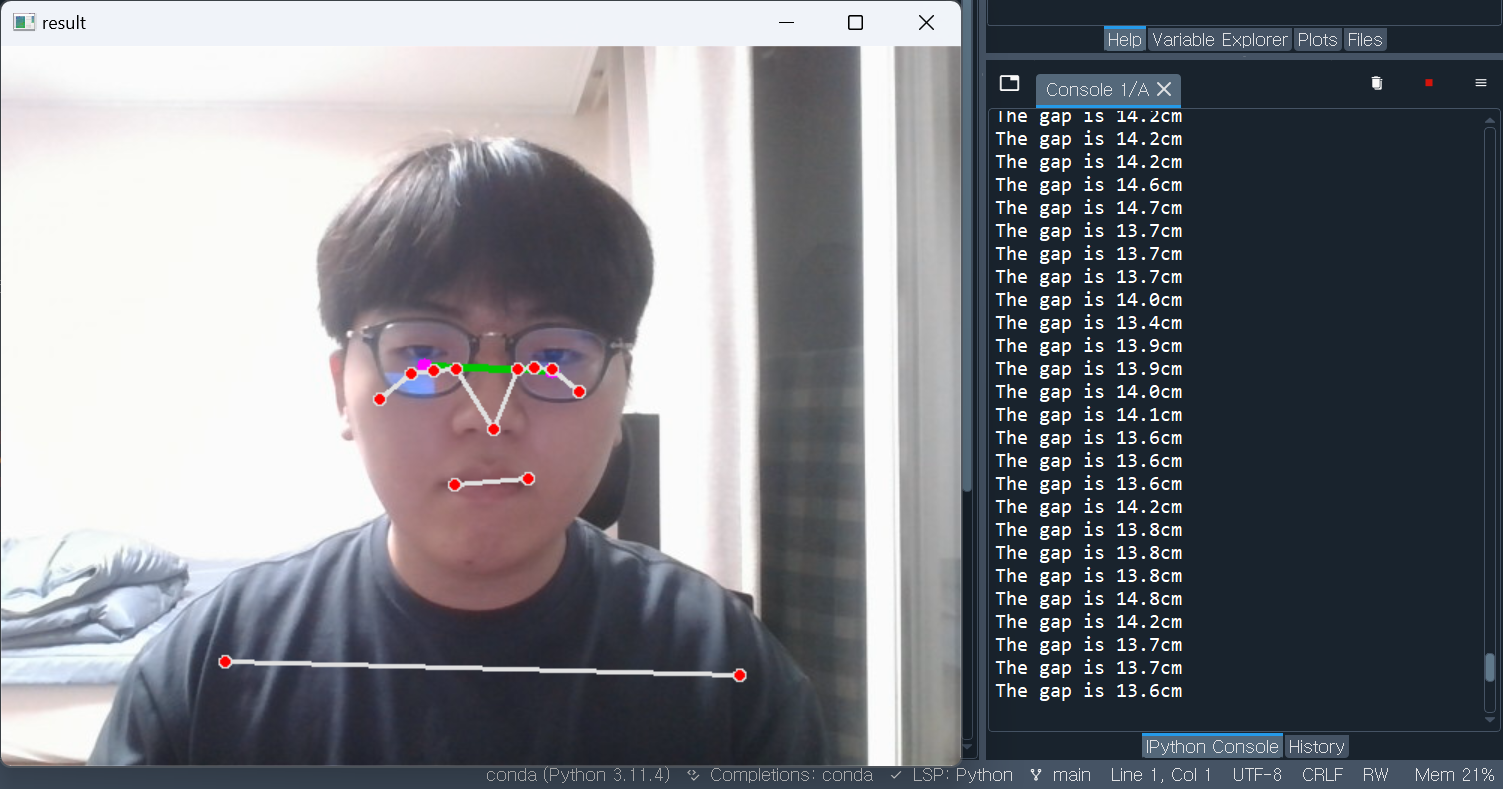 result
Help Variable Explorer Plots Files
Console 1/A
The gap is 14.2cm
The gap is 14.2cm
The gap is 14.2cm
The gap is 14.6cm
The gap is 14.7cm
The gap is 13.7cm
The gap is 13.7cm
The gap is 13.7cm
The gap is 14.0cm
The gap is 13.4cm
The gap is 13.9cm
The gap is 13.9cm
The gap is 14.0cm
The gap is 14.1cm
The gap is 13.6cm
The gap is 13.6cm
The gap is 13.6cm
The gap is 14.2cm
The gap is 13.8cm
The gap is 13.8cm
The gap is 13.8cm
The gap is 14.8cm
The gap is 14.2cm
The gap is 13.7cm
The gap is 13.7cm
The gap is 13.6cm
IPython Console History
conda (Python 3.11.4) Completions: conda LSP: Python main Line 1, Col 1 UTF-8 CRLF RW Mem 21%